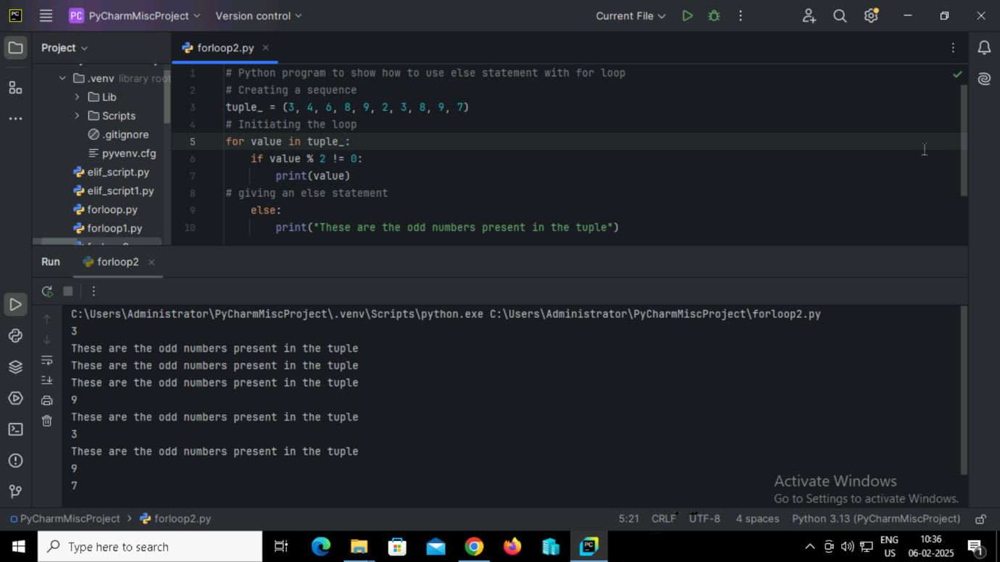 PC
PC PyCharmMiscProject
Version control
Current File
Project
forloop2.py
.venv library root
Lib
Scripts
.gitignore
pyvenv.cfg
elif_script.py
elif_script1.py
forloop.py
forloop1.py
1 # Python program to show how to use else statement with for loop
2 # Creating a sequence
3 tuple_ = (3, 4, 6, 8, 9, 2, 3, 8, 9, 7)
4 # Initiating the loop
5 for value in tuple_:
6     if value % 2 != 0:
7         print(value)
8 # giving an else statement
9     else:
10         print("These are the odd numbers present in the tuple")
Run forloop2
C:\Users\Administrator\PyCharmMiscProject\.venv\Scripts\python.exe C:\Users\Administrator\PyCharmMiscProject\forloop2.py
3
These are the odd numbers present in the tuple
These are the odd numbers present in the tuple
These are the odd numbers present in the tuple
9
These are the odd numbers present in the tuple
3
These are the odd numbers present in the tuple
9
7
Activate Windows
Go to Settings to activate Windows.
PyCharmMiscProject > forloop2.py
5:21 CRLF UTF-8 4 spaces Python 3.13 (PyCharmMiscProject)
Type here to search
PC
ENG
US
10:36
06-02-2025
1